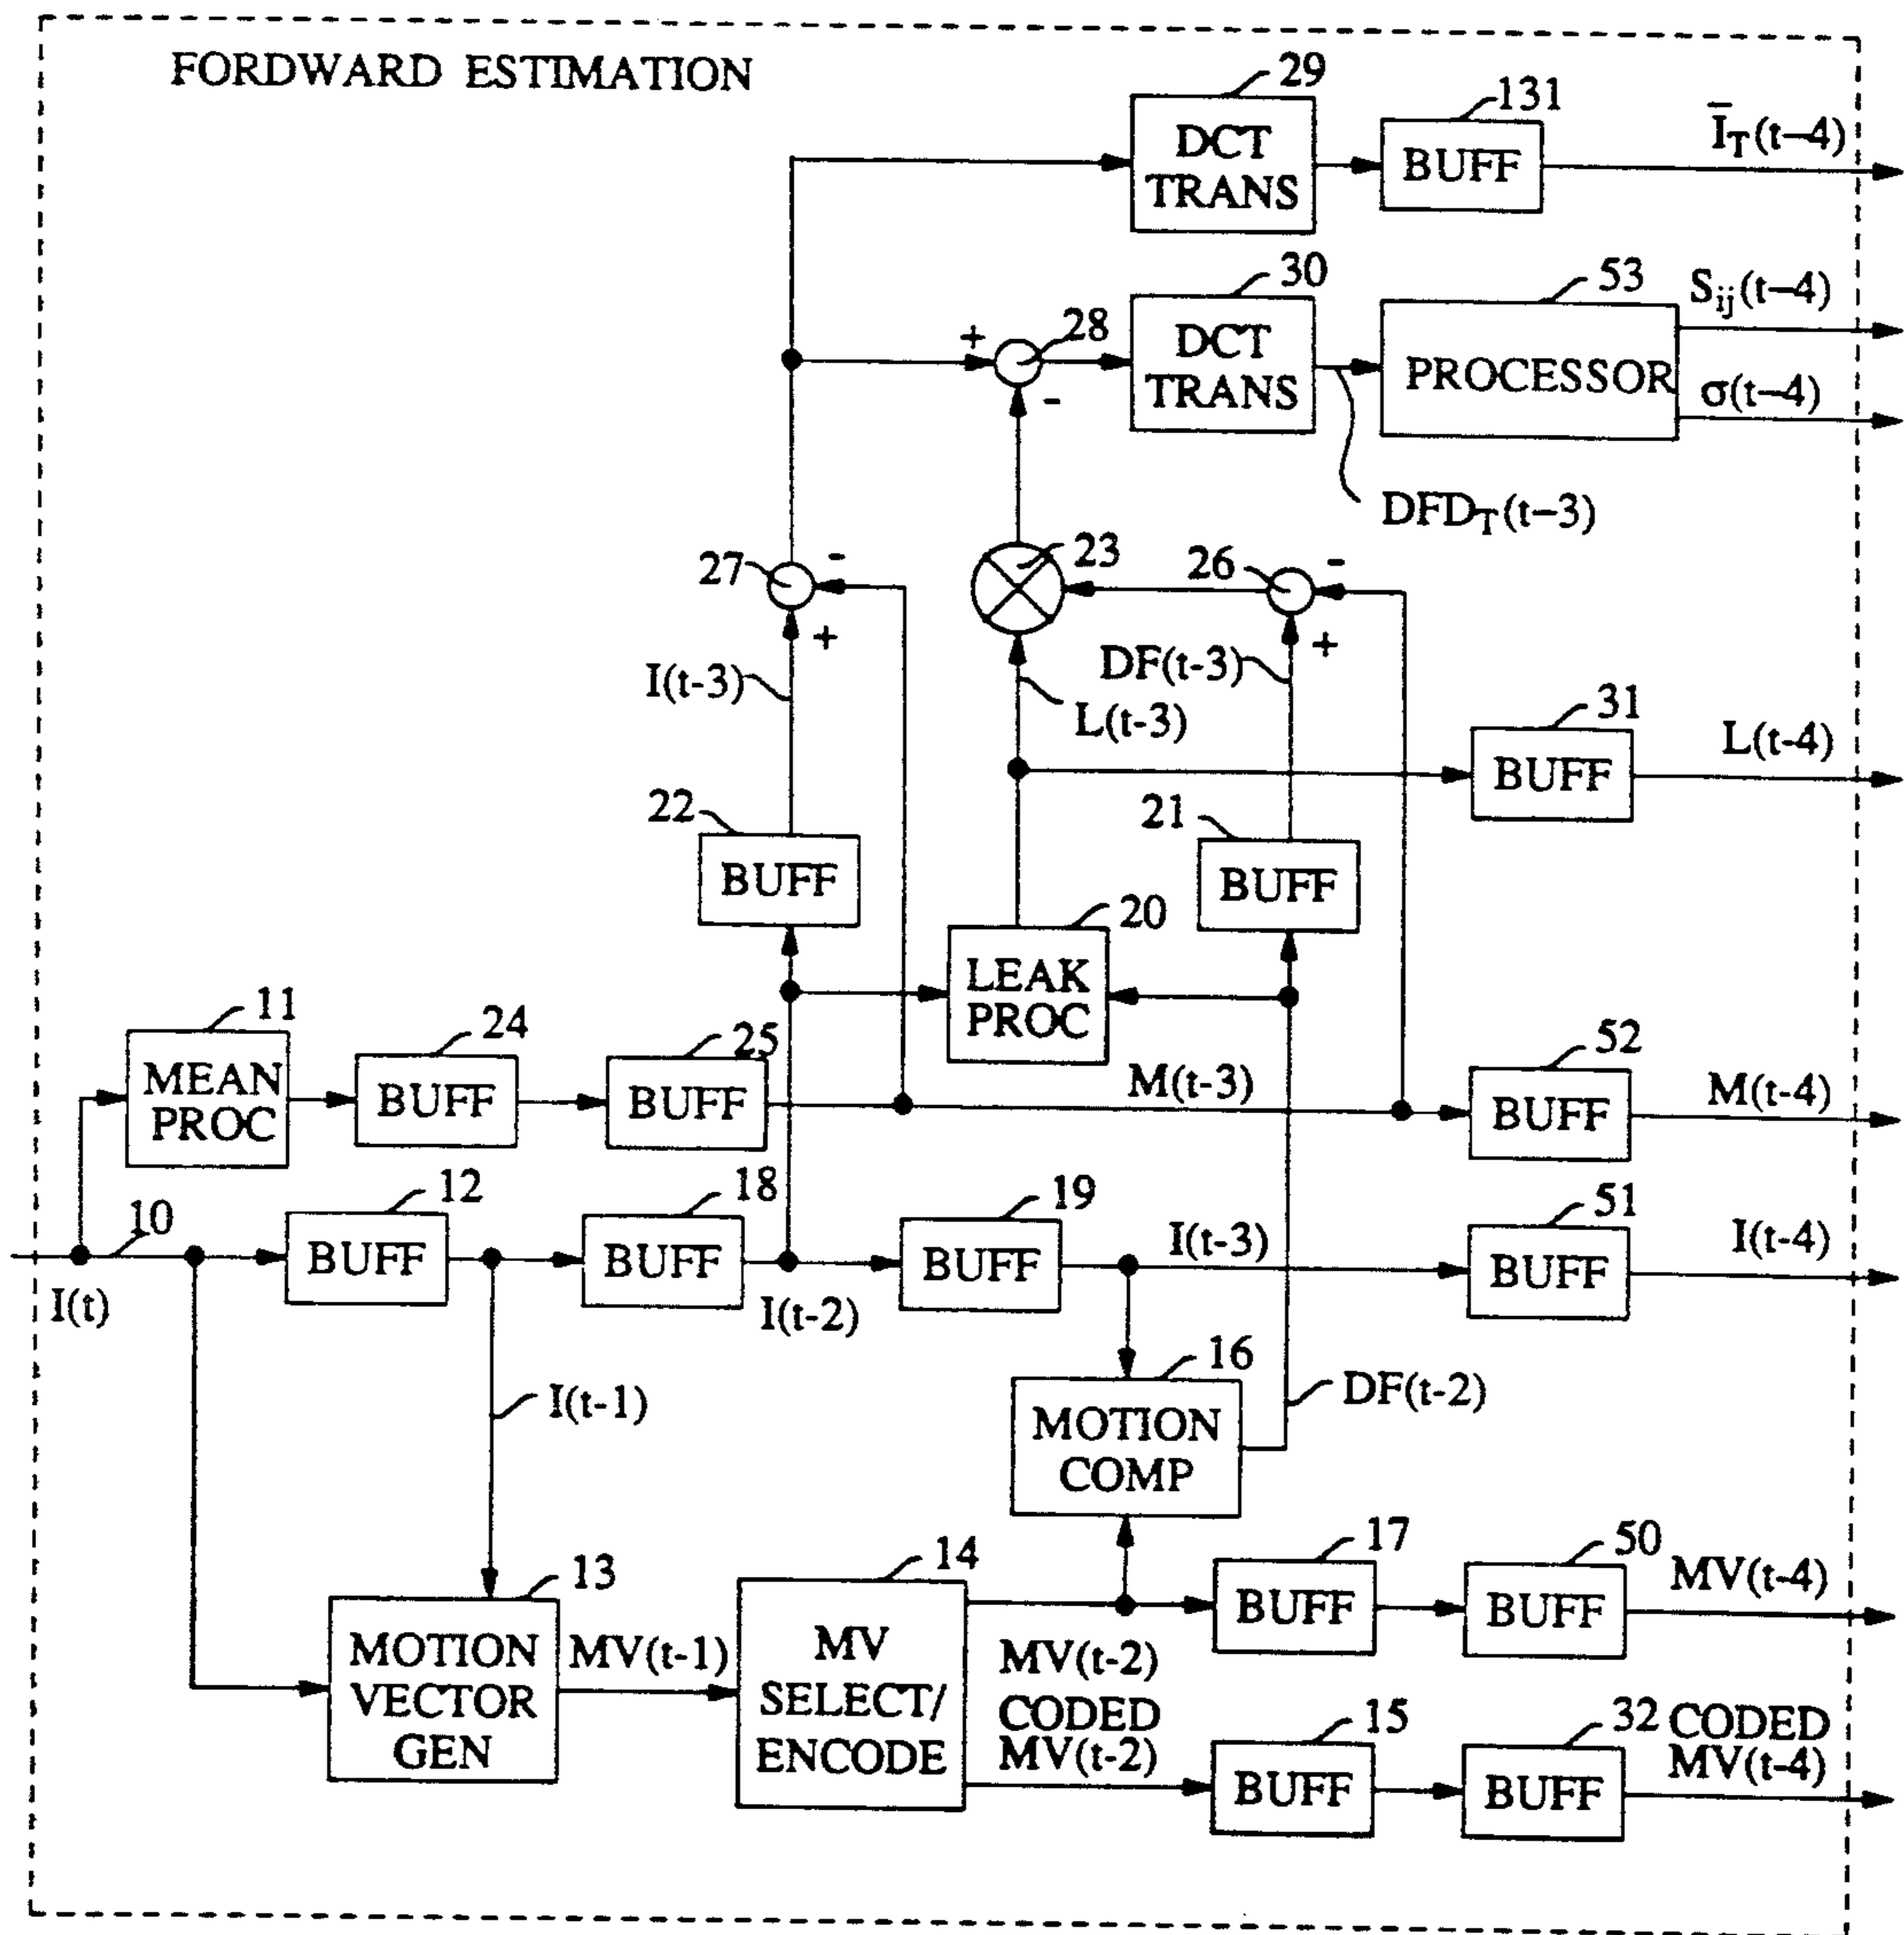 FORDWARD ESTIMATION
29
DCT
TRANS
131
BUFF
I̅T(t-4)
30
DCT
TRANS
53
PROCESSOR
Sij(t-4)
σ(t-4)
+
28
-
DFDT(t-3)
27
-
+
23
26
-
+
I(t-3)
L(t-3)
DF(t-3)
31
BUFF
L(t-4)
22
BUFF
21
BUFF
20
LEAK
PROC
11
MEAN
PROC
24
BUFF
25
BUFF
M(t-3)
52
BUFF
M(t-4)
10
I(t)
12
BUFF
18
BUFF
I(t-2)
19
BUFF
I(t-3)
51
BUFF
I(t-4)
I(t-1)
16
MOTION
COMP
DF(t-2)
13
MOTION
VECTOR
GEN
MV(t-1)
14
MV
SELECT/
ENCODE
MV(t-2)
CODED
MV(t-2)
17
BUFF
50
BUFF
MV(t-4)
15
BUFF
32
BUFF
CODED
MV(t-4)